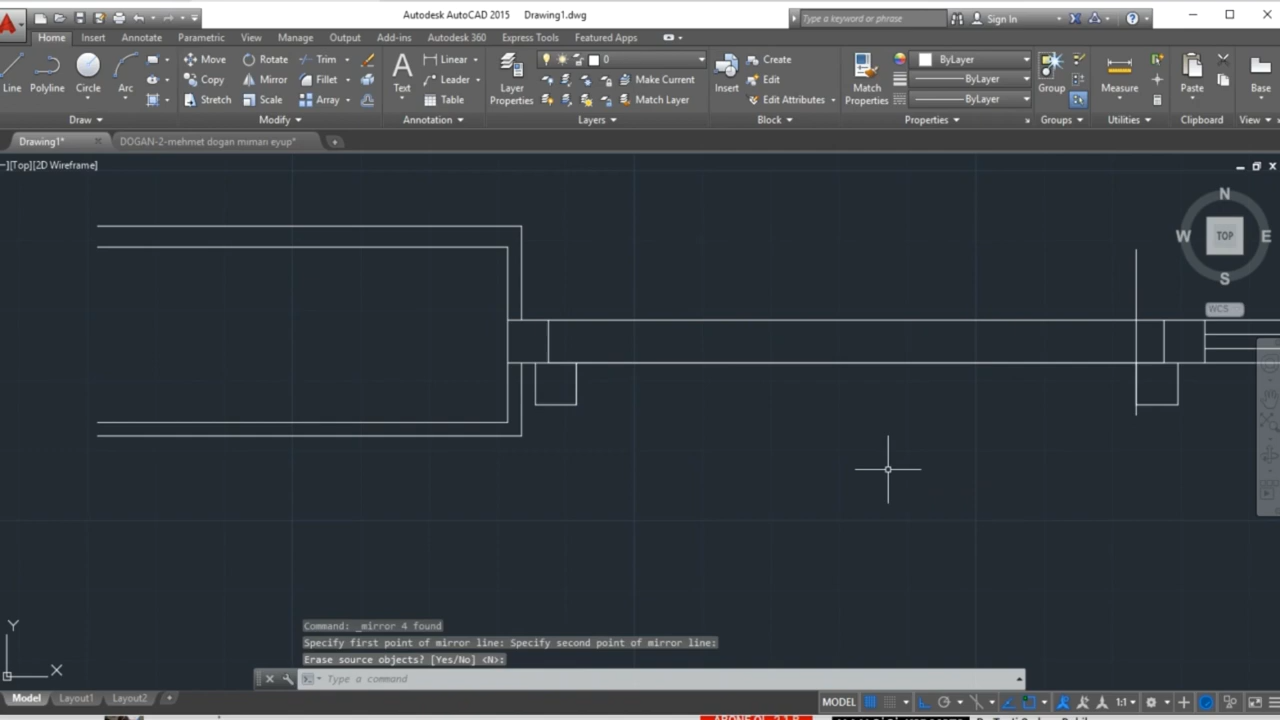 Autodesk AutoCAD 2015 Drawing1.dwg
Type a keyword or phrase
Sign In
Home Insert Annotate Parametric View Manage Output Add-ins Autodesk 360 Express Tools Featured Apps
Line Polyline Circle Arc
Move Rotate Trim
Copy Mirror Fillet
Stretch Scale Array
Text
Linear
Leader
Table
Layer Properties
0
Make Current
Match Layer
Insert
Create
Edit
Edit Attributes
Match Properties
ByLayer
ByLayer
ByLayer
Group
Measure
Paste
Base
Draw Modify Annotation Layers Block Properties Groups Utilities Clipboard View
Drawing1* DOGAN-2-mehmet dogan mıman eyup*
−][Top][2D Wireframe]
N
W TOP E
S
WCS
Y
X
Command: _mirror 4 found
Specify first point of mirror line: Specify second point of mirror line:
Erase source objects? [Yes/No] <N>:
Type a command
Model Layout1 Layout2
MODEL 1:1